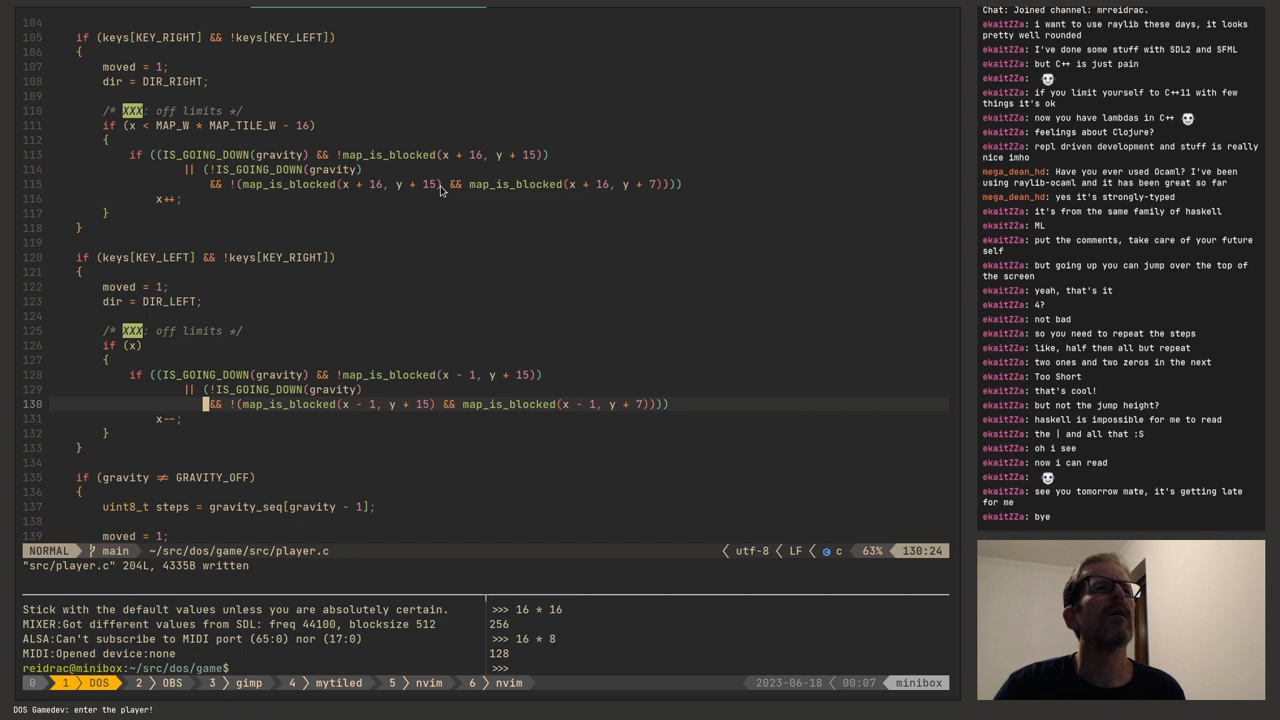 104
105 if (keys[KEY_RIGHT] && !keys[KEY_LEFT])
106 {
107 moved = 1;
108 dir = DIR_RIGHT;
109
110 /* XXX: off limits */
111 if (x < MAP_W * MAP_TILE_W - 16)
112 {
113 if ((IS_GOING_DOWN(gravity) && !map_is_blocked(x + 16, y + 15))
114 || (!IS_GOING_DOWN(gravity)
115 && !(map_is_blocked(x + 16, y + 15) && map_is_blocked(x + 16, y + 7))))
116 x++;
117 }
118 }
119
120 if (keys[KEY_LEFT] && !keys[KEY_RIGHT])
121 {
122 moved = 1;
123 dir = DIR_LEFT;
124
125 /* XXX: off limits */
126 if (x)
127 {
128 if ((IS_GOING_DOWN(gravity) && !map_is_blocked(x - 1, y + 15))
129 || (!IS_GOING_DOWN(gravity)
130 && !(map_is_blocked(x - 1, y + 15) && map_is_blocked(x - 1, y + 7))))
131 x--;
132 }
133 }
134
135 if (gravity ≠ GRAVITY_OFF)
136 {
137 uint8_t steps = gravity_seq[gravity - 1];
138
139 moved = 1;
NORMAL main ~/src/dos/game/src/player.c utf-8 < LF < c 63% 130:24
"src/player.c" 204L, 4335B written
Stick with the default values unless you are absolutely certain.
MIXER:Got different values from SDL: freq 44100, blocksize 512
ALSA:Can't subscribe to MIDI port (65:0) nor (17:0)
MIDI:Opened device:none
reidrac@minibox:~/src/dos/game$
>>> 16 * 16
256
>>> 16 * 8
128
>>>
0 1 DOS 2 OBS 3 gimp 4 mytiled 5 nvim 6 nvim 2023-06-18 00:07 minibox
DOS Gamedev: enter the player!
Chat: Joined channel: mrreidrac.
ekaitZZa: i want to use raylib these days, it looks
pretty well rounded
ekaitZZa: I've done some stuff with SDL2 and SFML
ekaitZZa: but C++ is just pain
ekaitZZa:
ekaitZZa: if you limit yourself to C++11 with few
things it's ok
ekaitZZa: now you have lambdas in C++
ekaitZZa: feelings about Clojure?
ekaitZZa: repl driven development and stuff is really
nice imho
mega_dean_hd: Have you ever used Ocaml? I've been
using raylib-ocaml and it has been great so far
mega_dean_hd: yes it's strongly-typed
ekaitZZa: it's from the same family of haskell
ekaitZZa: ML
ekaitZZa: put the comments, take care of your future
self
ekaitZZa: but going up you can jump over the top of
the screen
ekaitZZa: yeah, that's it
ekaitZZa: 4?
ekaitZZa: not bad
ekaitZZa: so you need to repeat the steps
ekaitZZa: like, half them all but repeat
ekaitZZa: two ones and two zeros in the next
ekaitZZa: Too Short
ekaitZZa: that's cool!
ekaitZZa: but not the jump height?
ekaitZZa: haskell is impossible for me to read
ekaitZZa: the | and all that :S
ekaitZZa: oh i see
ekaitZZa: now i can read
ekaitZZa:
ekaitZZa: see you tomorrow mate, it's getting late
for me
ekaitZZa: bye